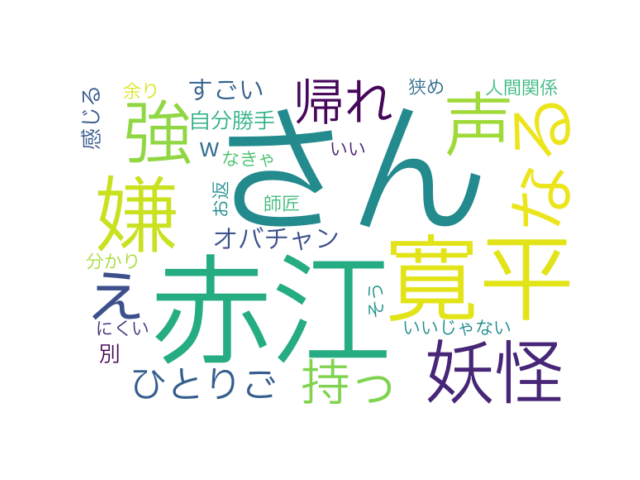 感じる
余り
すごい
帰れ
狭め
人間関係
強
自分勝手
さん
声
なる
w
なきゃ
いい
嫌
お返
師匠
オバチャン
寛平
分かり
赤江
え
そう
にくい
いいじゃない
別
ひとりご
持っ
妖怪